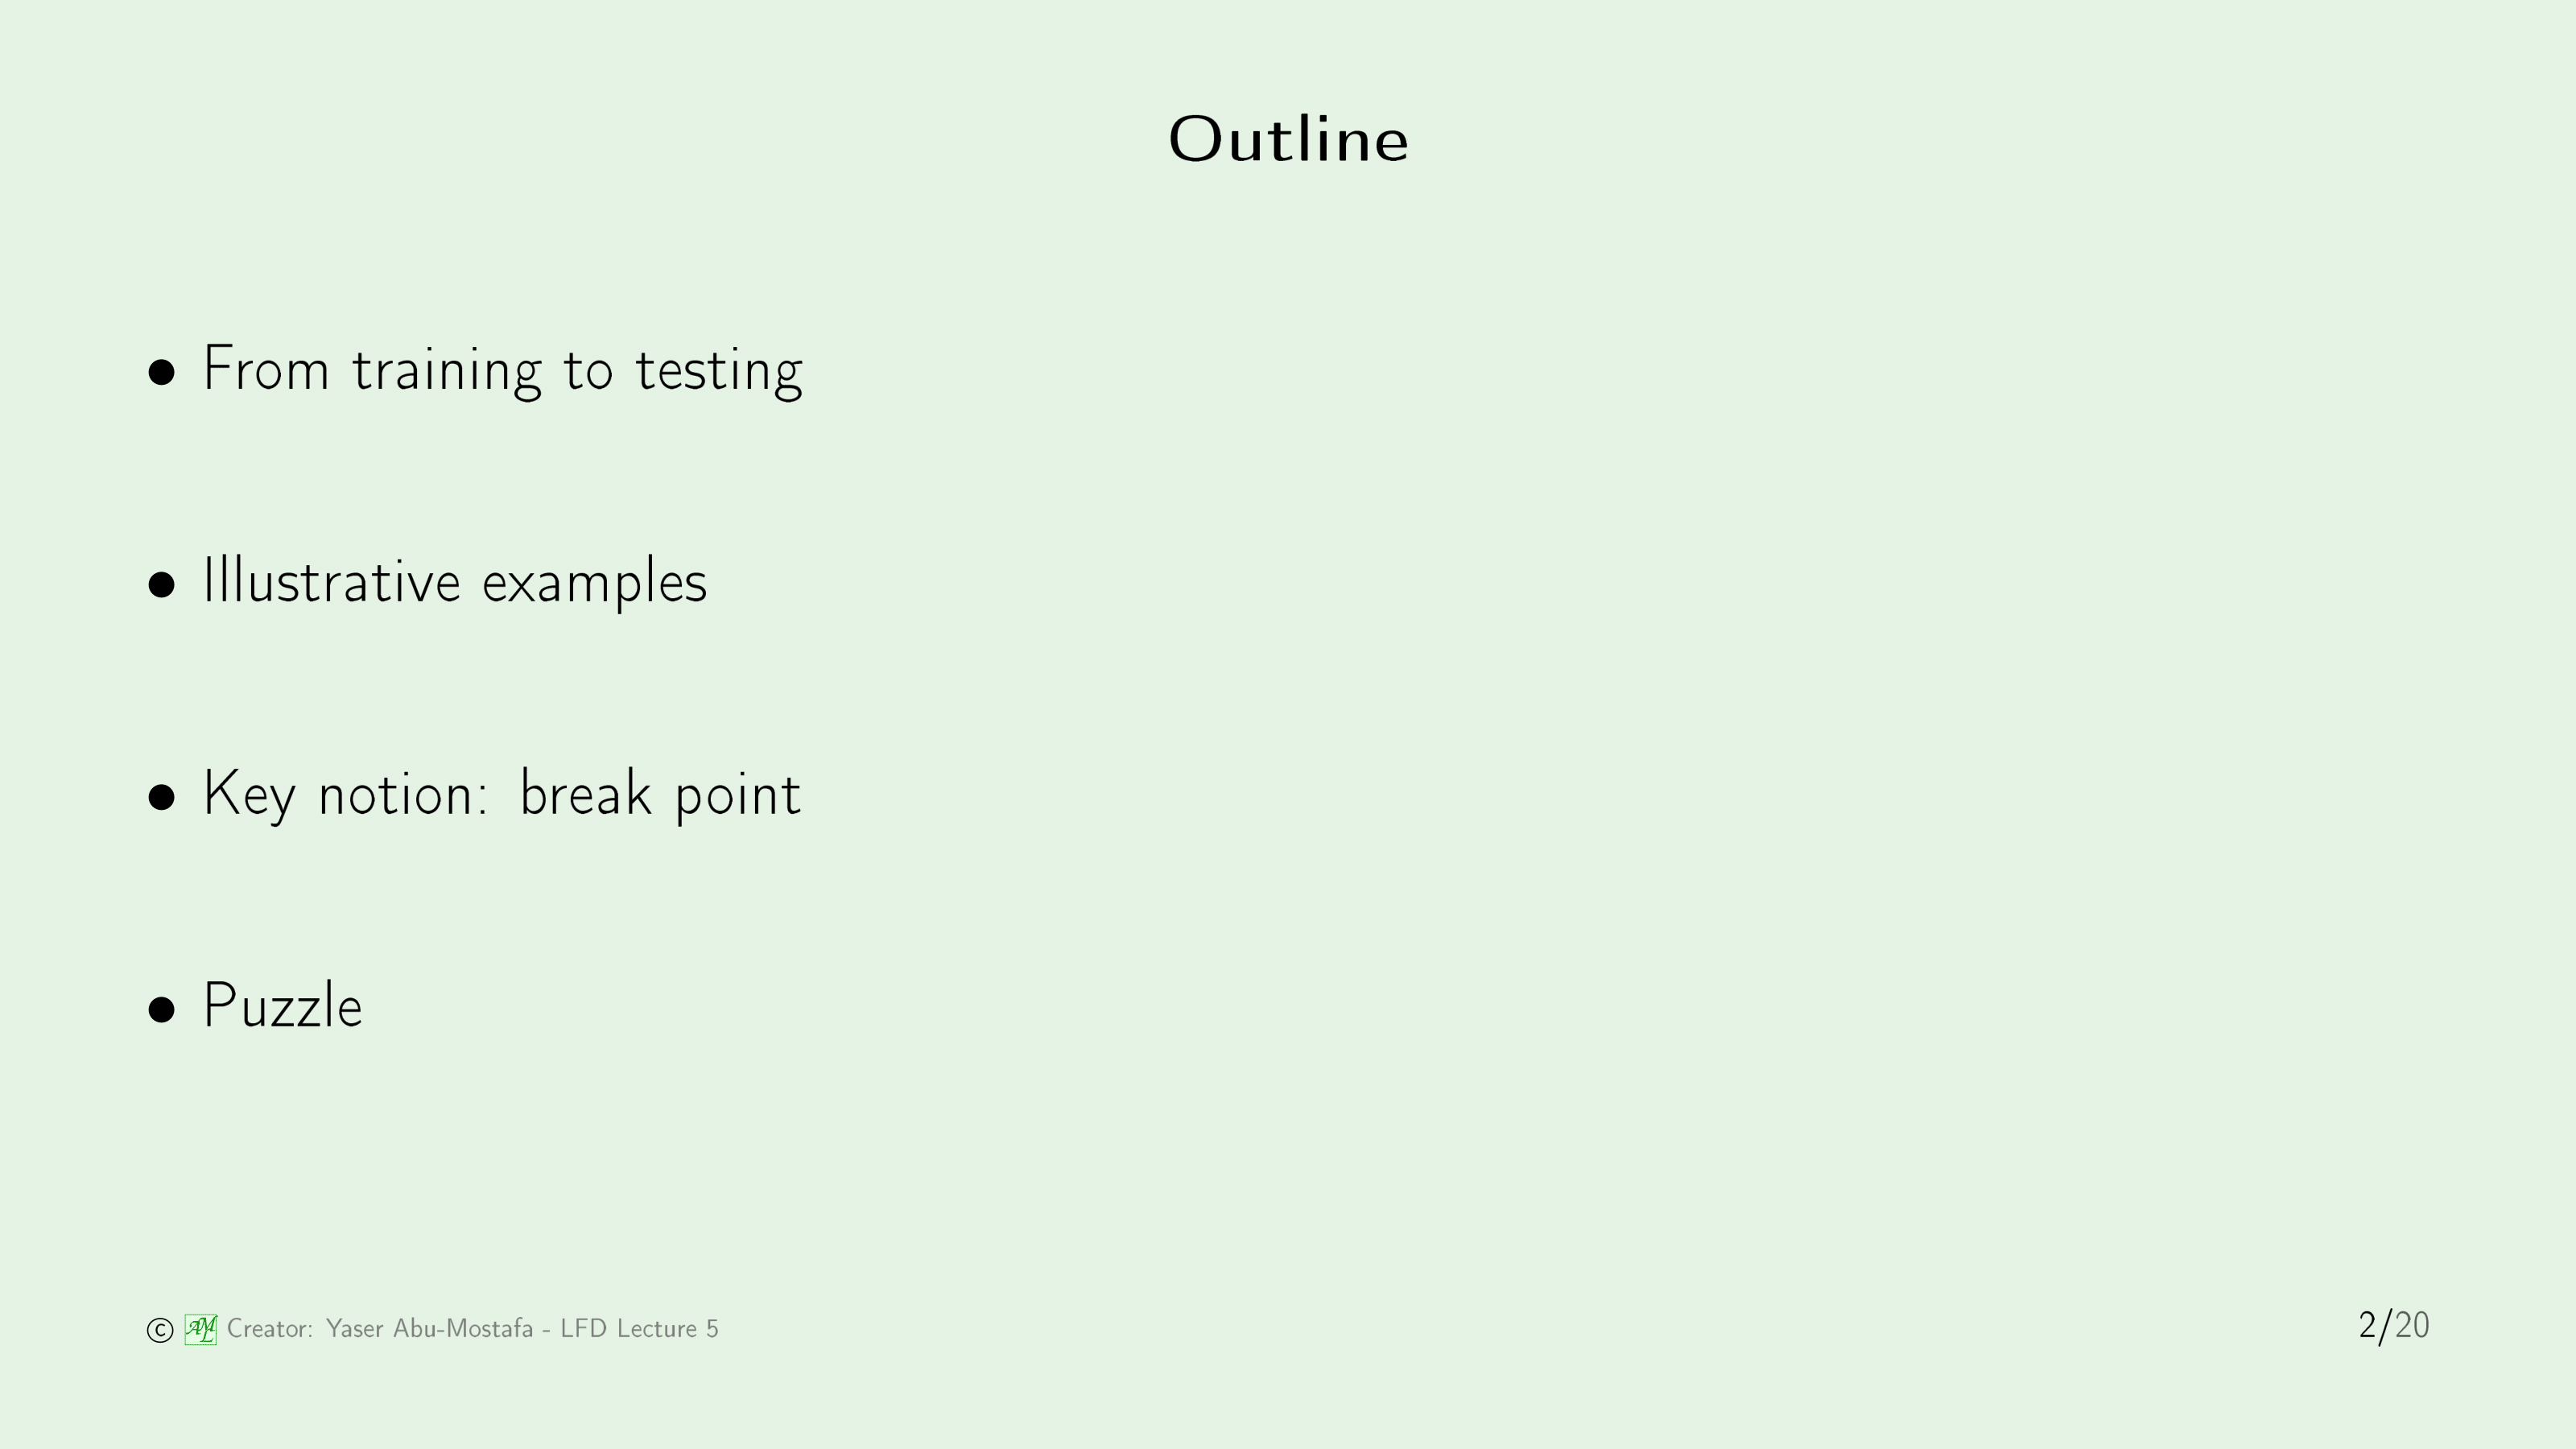 Outline
• From training to testing
• Illustrative examples
• Key notion: break point
• Puzzle
© AML Creator: Yaser Abu-Mostafa - LFD Lecture 5
2/20